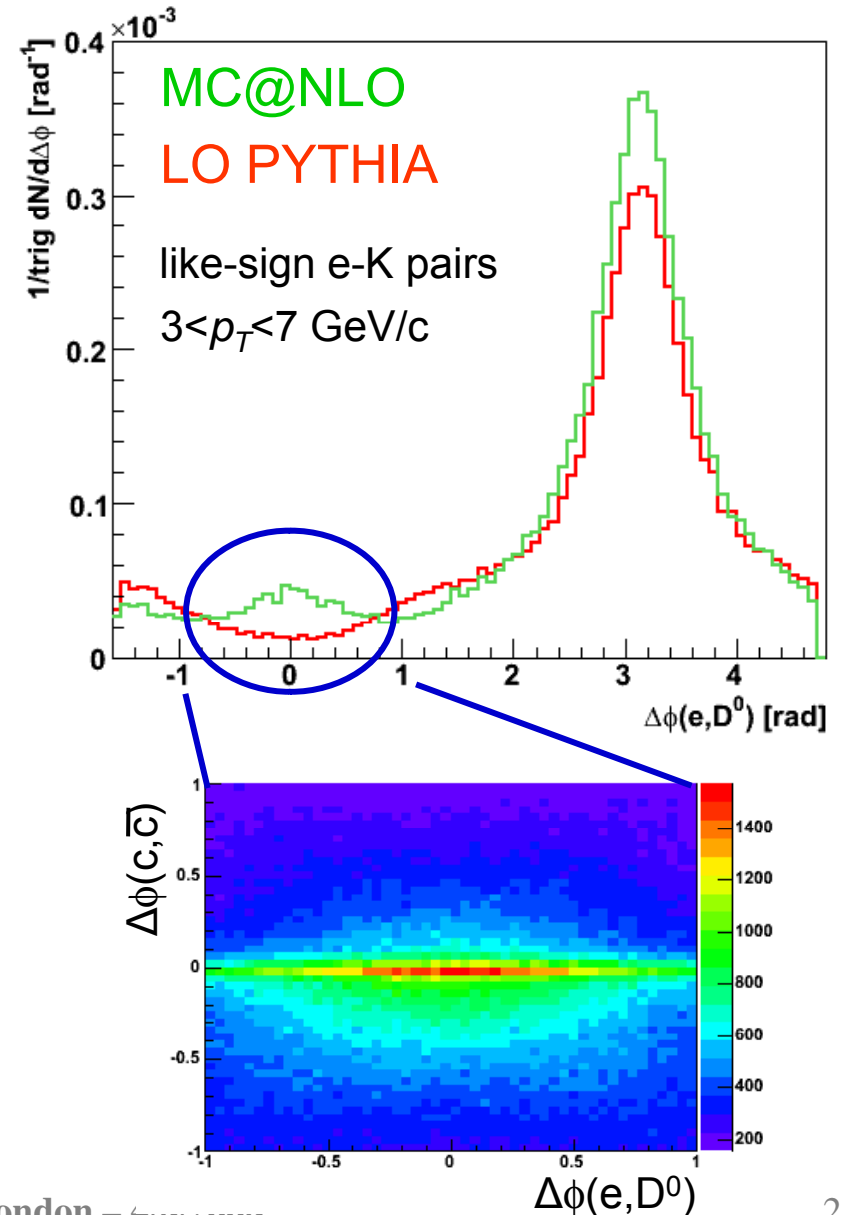 ×10⁻³
0.4
0.3
0.2
0.1
0
1/trig dN/dΔϕ [rad⁻¹]
MC@NLO
LO PYTHIA
like-sign e-K pairs
3<p_T<7 GeV/c
-1 0 1 2 3 4
Δϕ(e,D⁰) [rad]
Δϕ(c,c̅)
1
0.5
0
-0.5
-1
-1 -0.5 0 0.5 1
1400
1200
1000
800
600
400
200
Δϕ(e,D⁰)
2